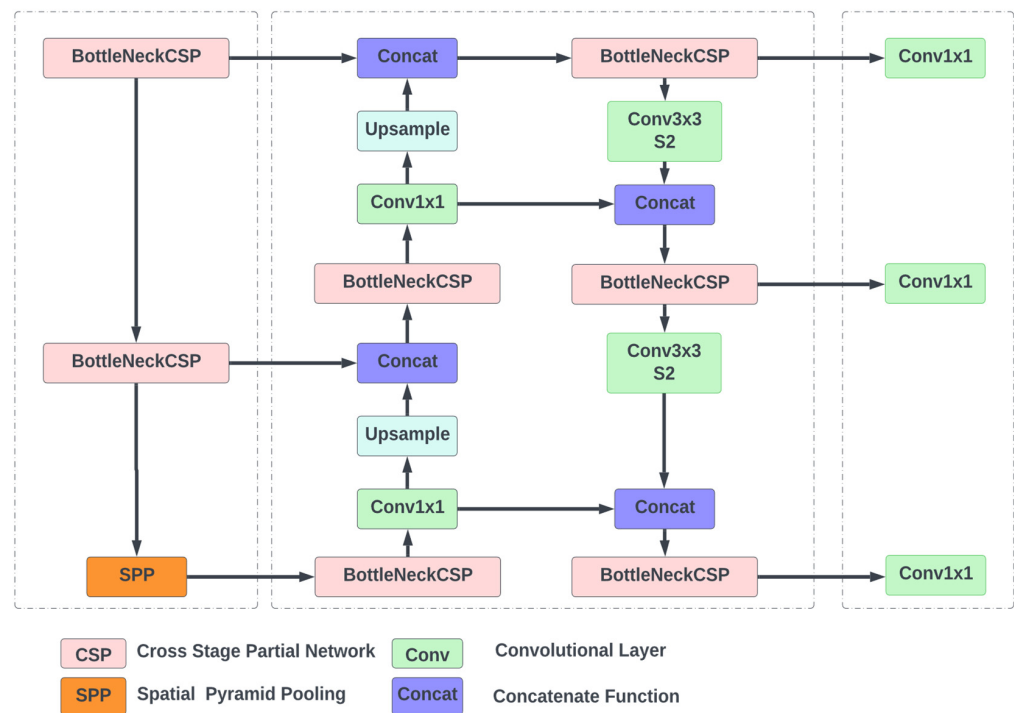 BottleNeckCSP
Concat
BottleNeckCSP
Conv1x1
Upsample
Conv3x3
S2
Conv1x1
Concat
BottleNeckCSP
BottleNeckCSP
Conv1x1
BottleNeckCSP
Concat
Conv3x3
S2
Upsample
Conv1x1
Concat
SPP
BottleNeckCSP
BottleNeckCSP
Conv1x1
CSP Cross Stage Partial Network
Conv Convolutional Layer
SPP Spatial Pyramid Pooling
Concat Concatenate Function